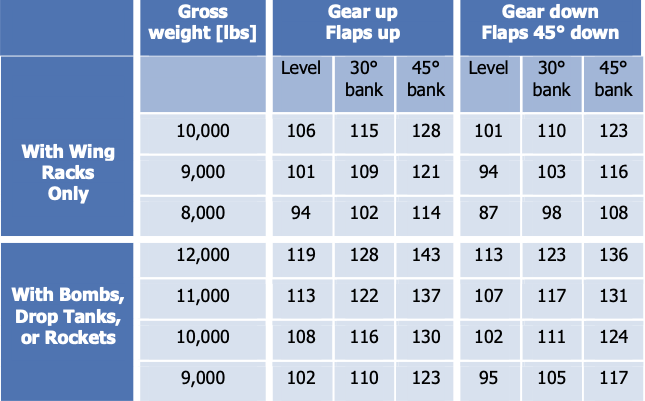 Gross weight [lbs] Gear up Flaps up Gear down Flaps 45° down
Level 30° bank 45° bank Level 30° bank 45° bank
With Wing Racks Only
10,000 106 115 128 101 110 123
9,000 101 109 121 94 103 116
8,000 94 102 114 87 98 108
With Bombs, Drop Tanks, or Rockets
12,000 119 128 143 113 123 136
11,000 113 122 137 107 117 131
10,000 108 116 130 102 111 124
9,000 102 110 123 95 105 117